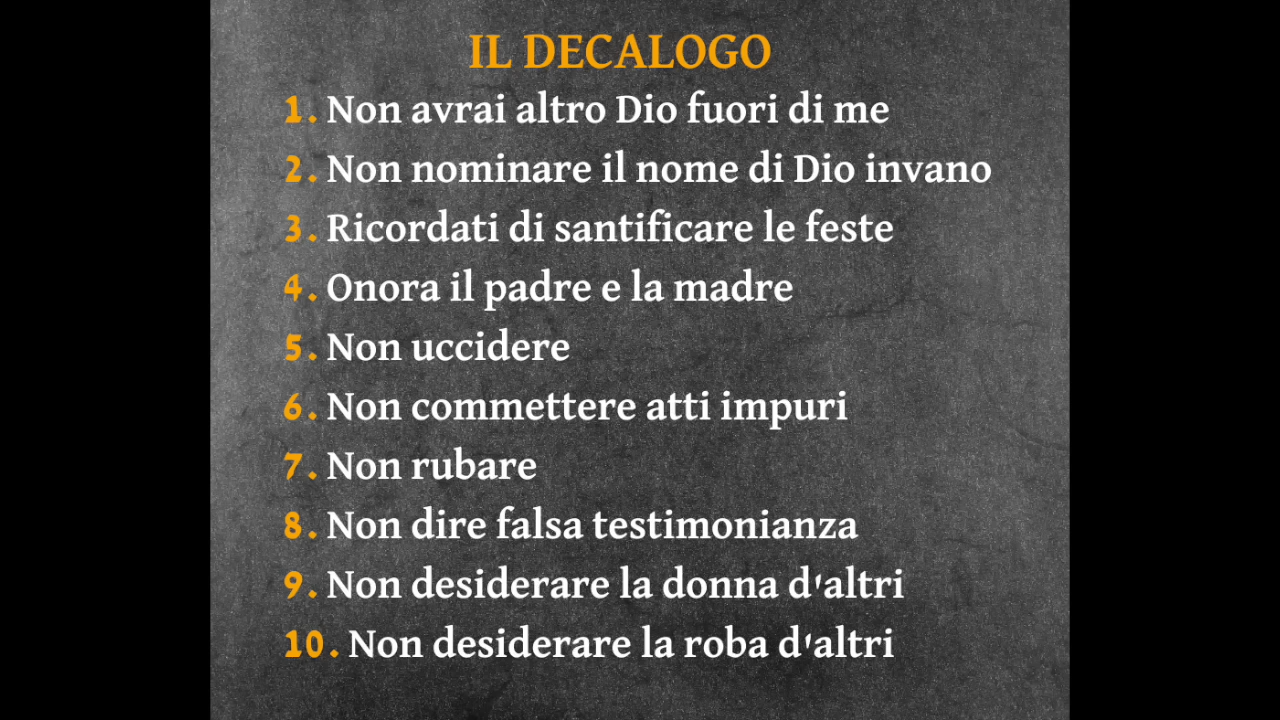 IL DECALOGO
1. Non avrai altro Dio fuori di me
2. Non nominare il nome di Dio invano
3. Ricordati di santificare le feste
4. Onora il padre e la madre
5. Non uccidere
6. Non commettere atti impuri
7. Non rubare
8. Non dire falsa testimonianza
9. Non desiderare la donna d'altri
10. Non desiderare la roba d'altri